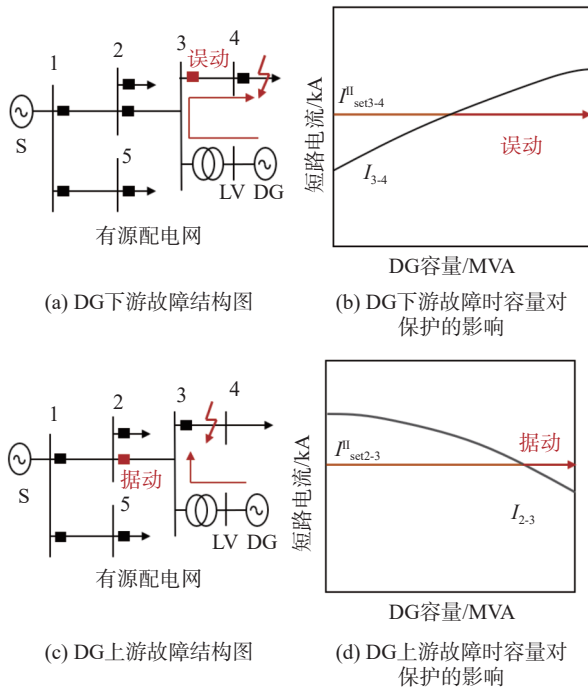 1
2
3
误动
4
S
5
LV
DG
有源配电网
短路电流/kA
I^II_set3-4
I_3-4
误动
DG容量/MVA
(a) DG下游故障结构图
(b) DG下游故障时容量对
保护的影响
1
2
3
4
S
据动
5
LV
DG
有源配电网
短路电流/kA
I^II_set2-3
据动
I_2-3
DG容量/MVA
(c) DG上游故障结构图
(d) DG上游故障时容量对
保护的影响